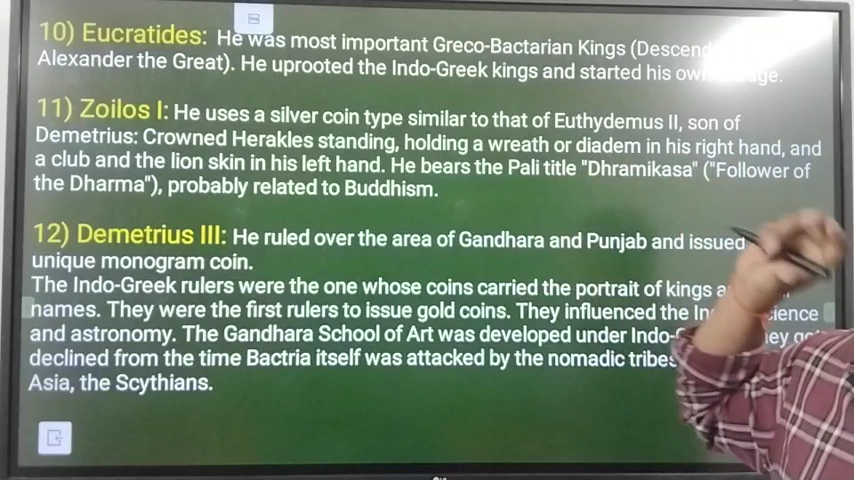 10) Eucratides: He was most important Greco-Bactarian Kings (Descend
Alexander the Great). He uprooted the Indo-Greek kings and started his own
11) Zoilos I: He uses a silver coin type similar to that of Euthydemus II, son of
Demetrius: Crowned Herakles standing, holding a wreath or diadem in his right hand, and
a club and the lion skin in his left hand. He bears the Pali title "Dhramikasa" ("Follower of
the Dharma"), probably related to Buddhism.
12) Demetrius III: He ruled over the area of Gandhara and Punjab and issued
unique monogram coin.
The Indo-Greek rulers were the one whose coins carried the portrait of kings
names. They were the first rulers to issue gold coins. They influenced the
and astronomy. The Gandhara School of Art was developed under Indo-
declined from the time Bactria itself was attacked by the nomadic tribes
Asia, the Scythians.